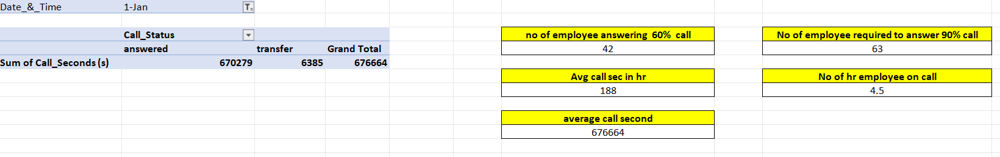 Date_&_Time 1-Jan
Call_Status
answered transfer Grand Total
Sum of Call_Seconds (s) 670279 6385 676664
no of employee answering 60% call
42
No of employee required to answer 90% call
63
Avg call sec in hr
188
No of hr employee on call
4.5
average call second
676664